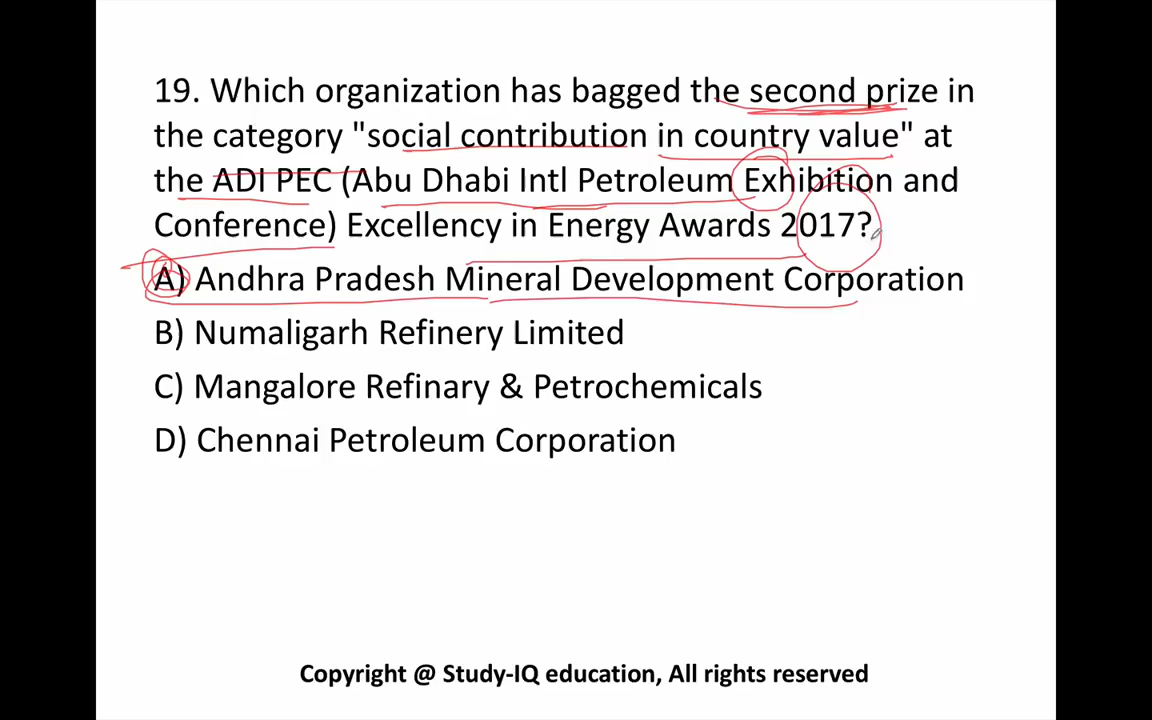 19. Which organization has bagged the second prize in
the category "social contribution in country value" at
the ADI PEC (Abu Dhabi Intl Petroleum Exhibition and
Conference) Excellency in Energy Awards 2017?
A) Andhra Pradesh Mineral Development Corporation
B) Numaligarh Refinery Limited
C) Mangalore Refinary & Petrochemicals
D) Chennai Petroleum Corporation
Copyright @ Study-IQ education, All rights reserved